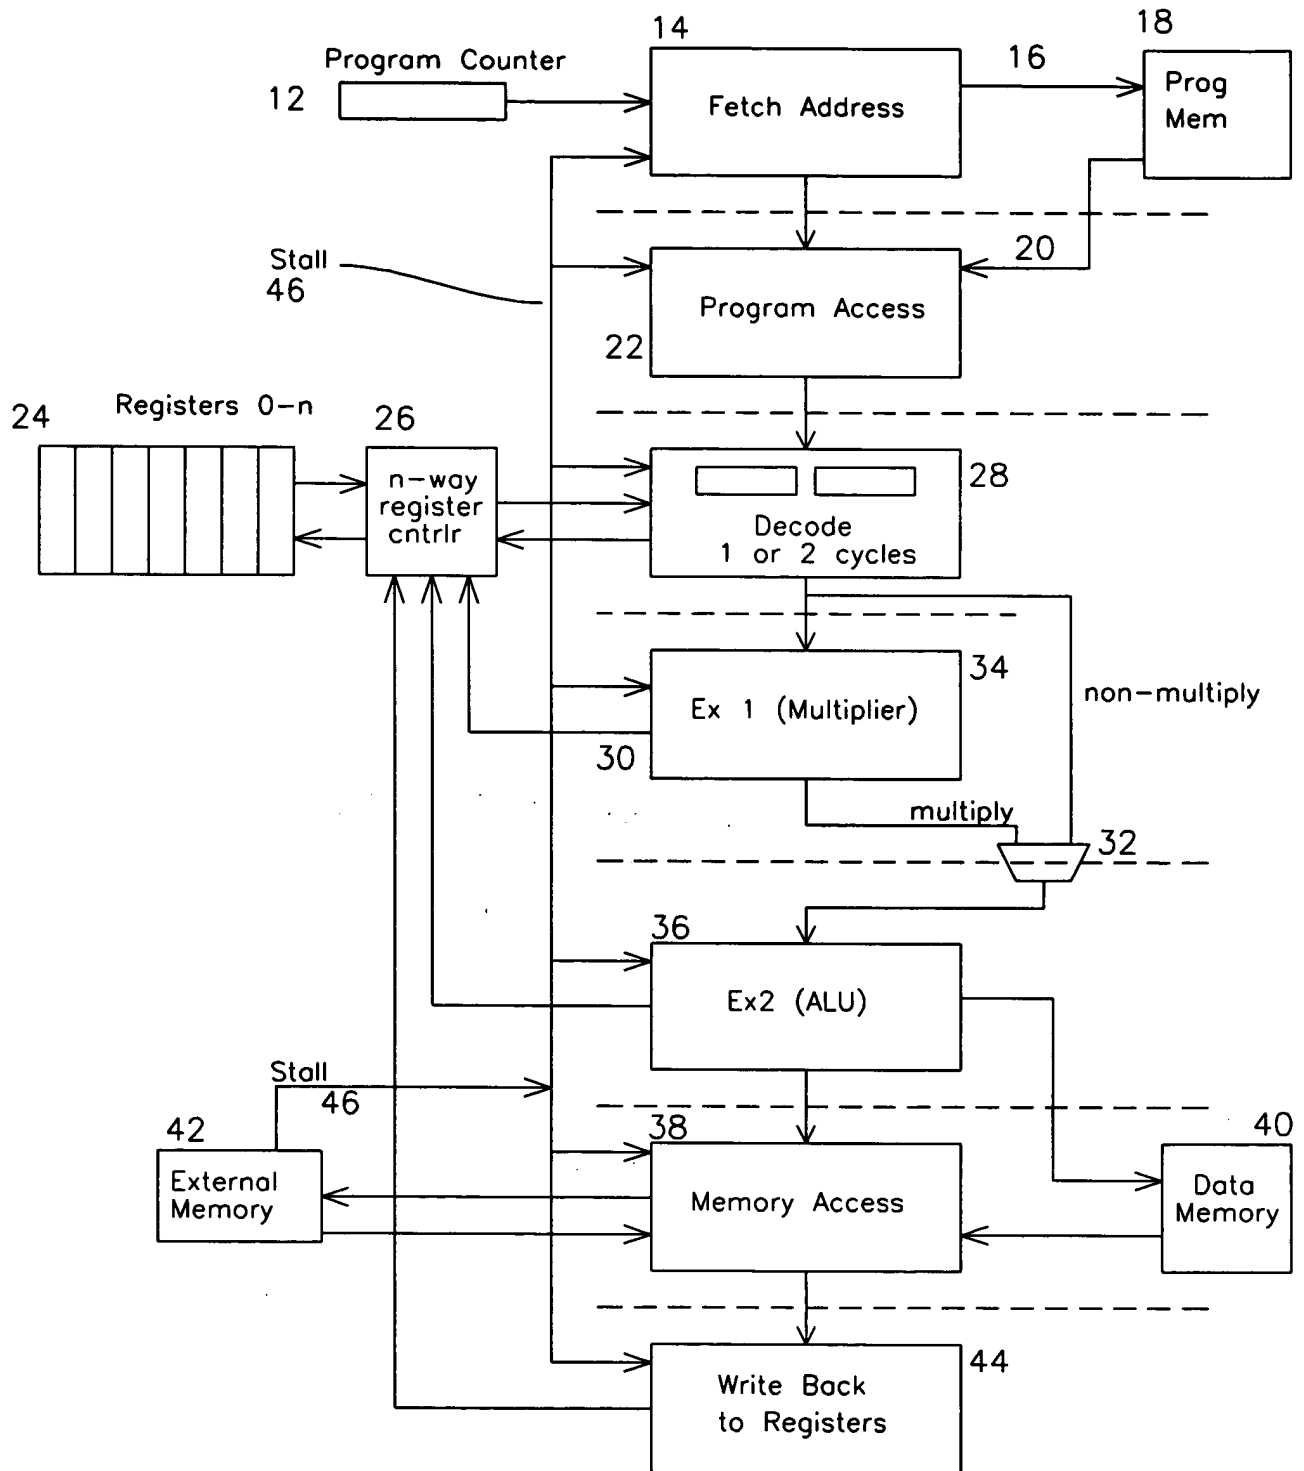 14
18
Program Counter
16
12
Fetch Address
Prog
Mem
20
Stall
46
Program Access
22
24
Registers 0-n
26
28
n-way
register
cntrlr
Decode
1 or 2 cycles
34
non-multiply
Ex 1 (Multiplier)
30
multiply
32
36
Ex2 (ALU)
Stall
46
42
38
40
External
Memory
Memory Access
Data
Memory
44
Write Back
to Registers